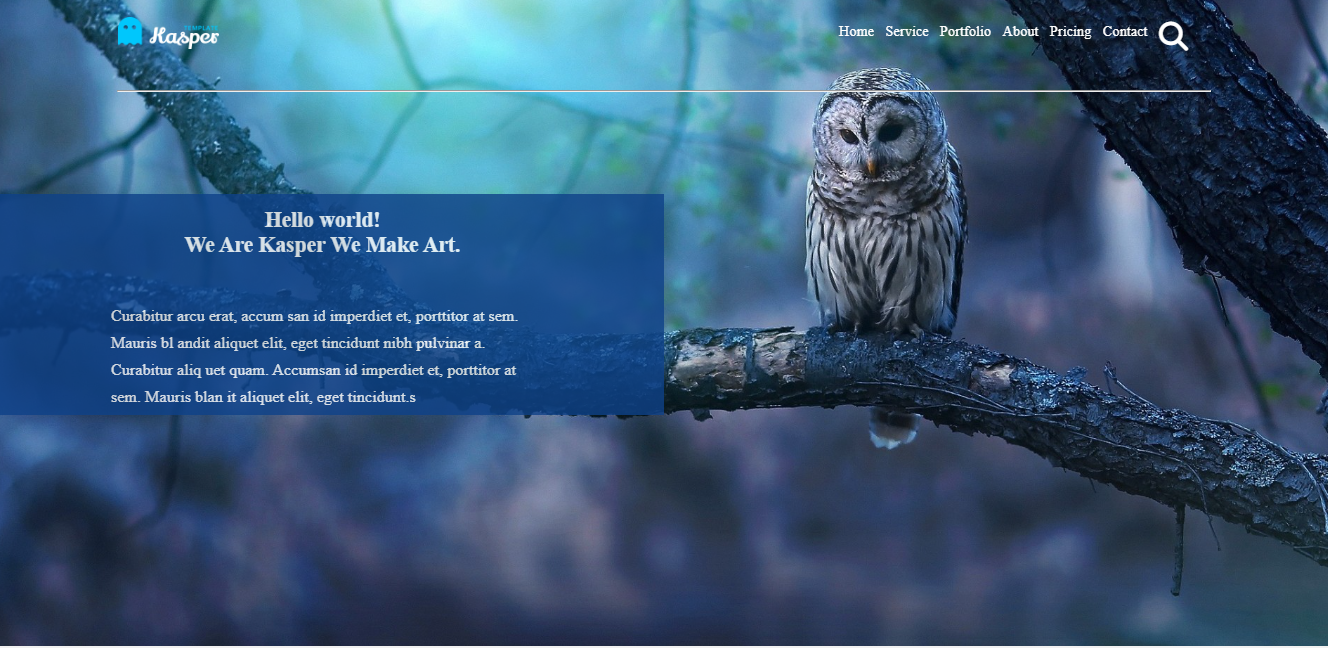 TEMPLATE
Kasper
Home Service Portfolio About Pricing Contact
Hello world!
We Are Kasper We Make Art.
Curabitur arcu erat, accum san id imperdiet et, porttitor at sem.
Mauris bl andit aliquet elit, eget tincidunt nibh pulvinar a.
Curabitur aliq uet quam. Accumsan id imperdiet et, porttitor at
sem. Mauris blan it aliquet elit, eget tincidunt.s